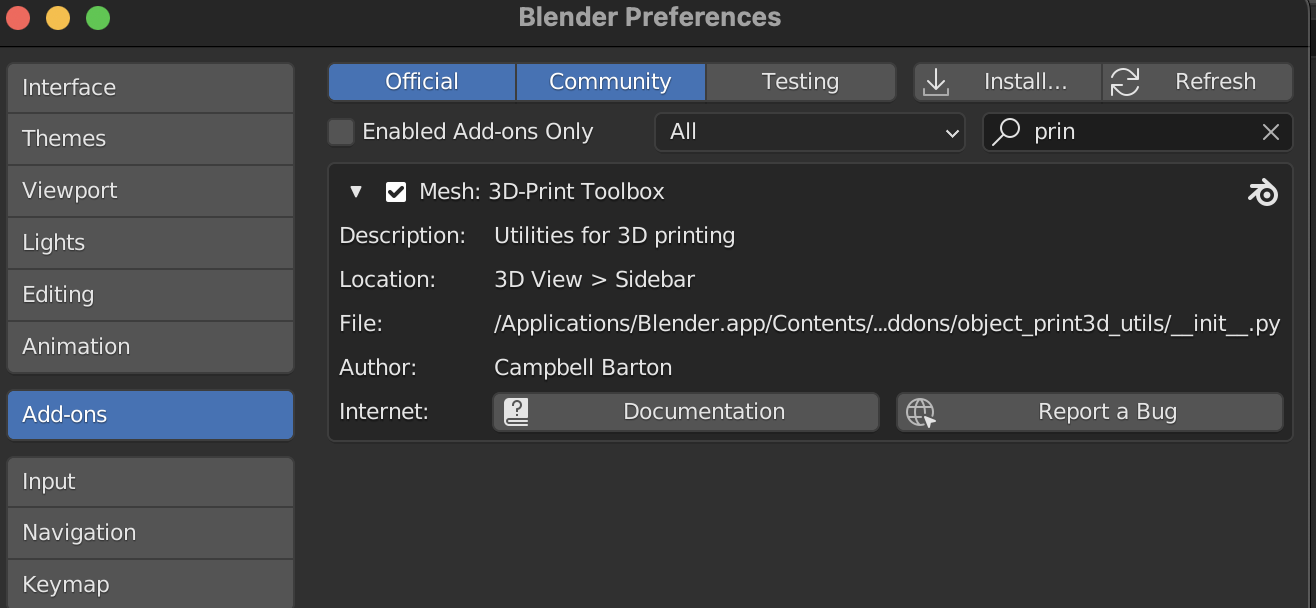 Blender Preferences
Interface
Themes
Viewport
Lights
Editing
Animation
Add-ons
Input
Navigation
Keymap
Official Community Testing Install... Refresh
Enabled Add-ons Only All prin
Mesh: 3D-Print Toolbox
Description: Utilities for 3D printing
Location: 3D View > Sidebar
File: /Applications/Blender.app/Contents/...ddons/object_print3d_utils/__init__.py
Author: Campbell Barton
Internet: Documentation Report a Bug